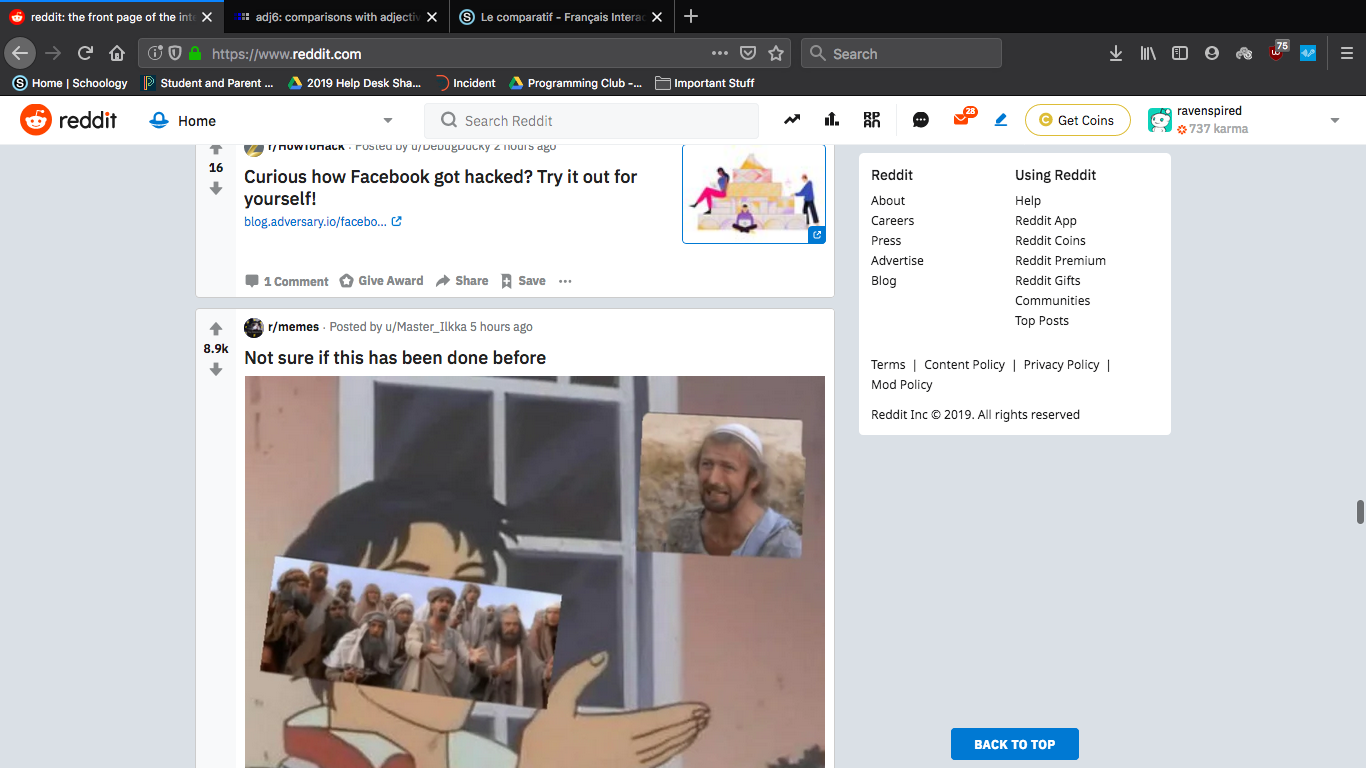 reddit: the front page of the inte
adj6: comparisons with adjectiv
Le comparatif - Français Interac
https://www.reddit.com
Search
75
Home | Schoology
Student and Parent ...
2019 Help Desk Sha...
Incident
Programming Club -...
Important Stuff
reddit
Home
Search Reddit
28
Get Coins
ravenspired
737 karma
r/HowToHack · Posted by u/DebugDucky 2 hours ago
16
Curious how Facebook got hacked? Try it out for
yourself!
blog.adversary.io/facebo...
1 Comment
Give Award
Share
Save
r/memes · Posted by u/Master_Ilkka 5 hours ago
8.9k
Not sure if this has been done before
Reddit
About
Careers
Press
Advertise
Blog
Using Reddit
Help
Reddit App
Reddit Coins
Reddit Premium
Reddit Gifts
Communities
Top Posts
Terms | Content Policy | Privacy Policy |
Mod Policy
Reddit Inc © 2019. All rights reserved
BACK TO TOP